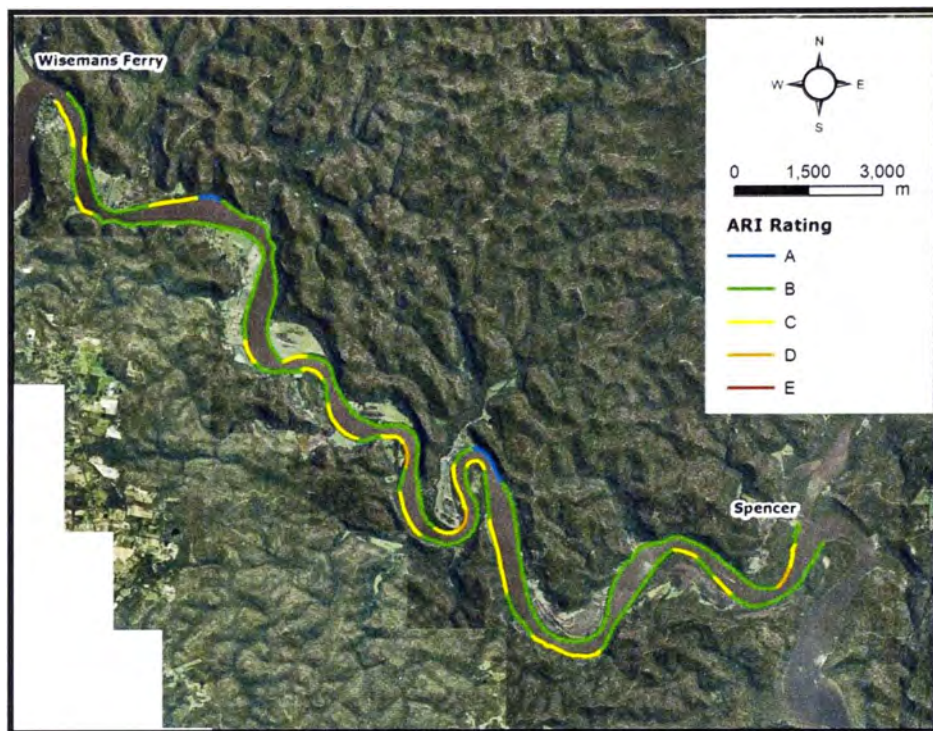 Wisemans Ferry
N
W E
S
0 1,500 3,000
m
ARI Rating
A
B
C
D
E
Spencer